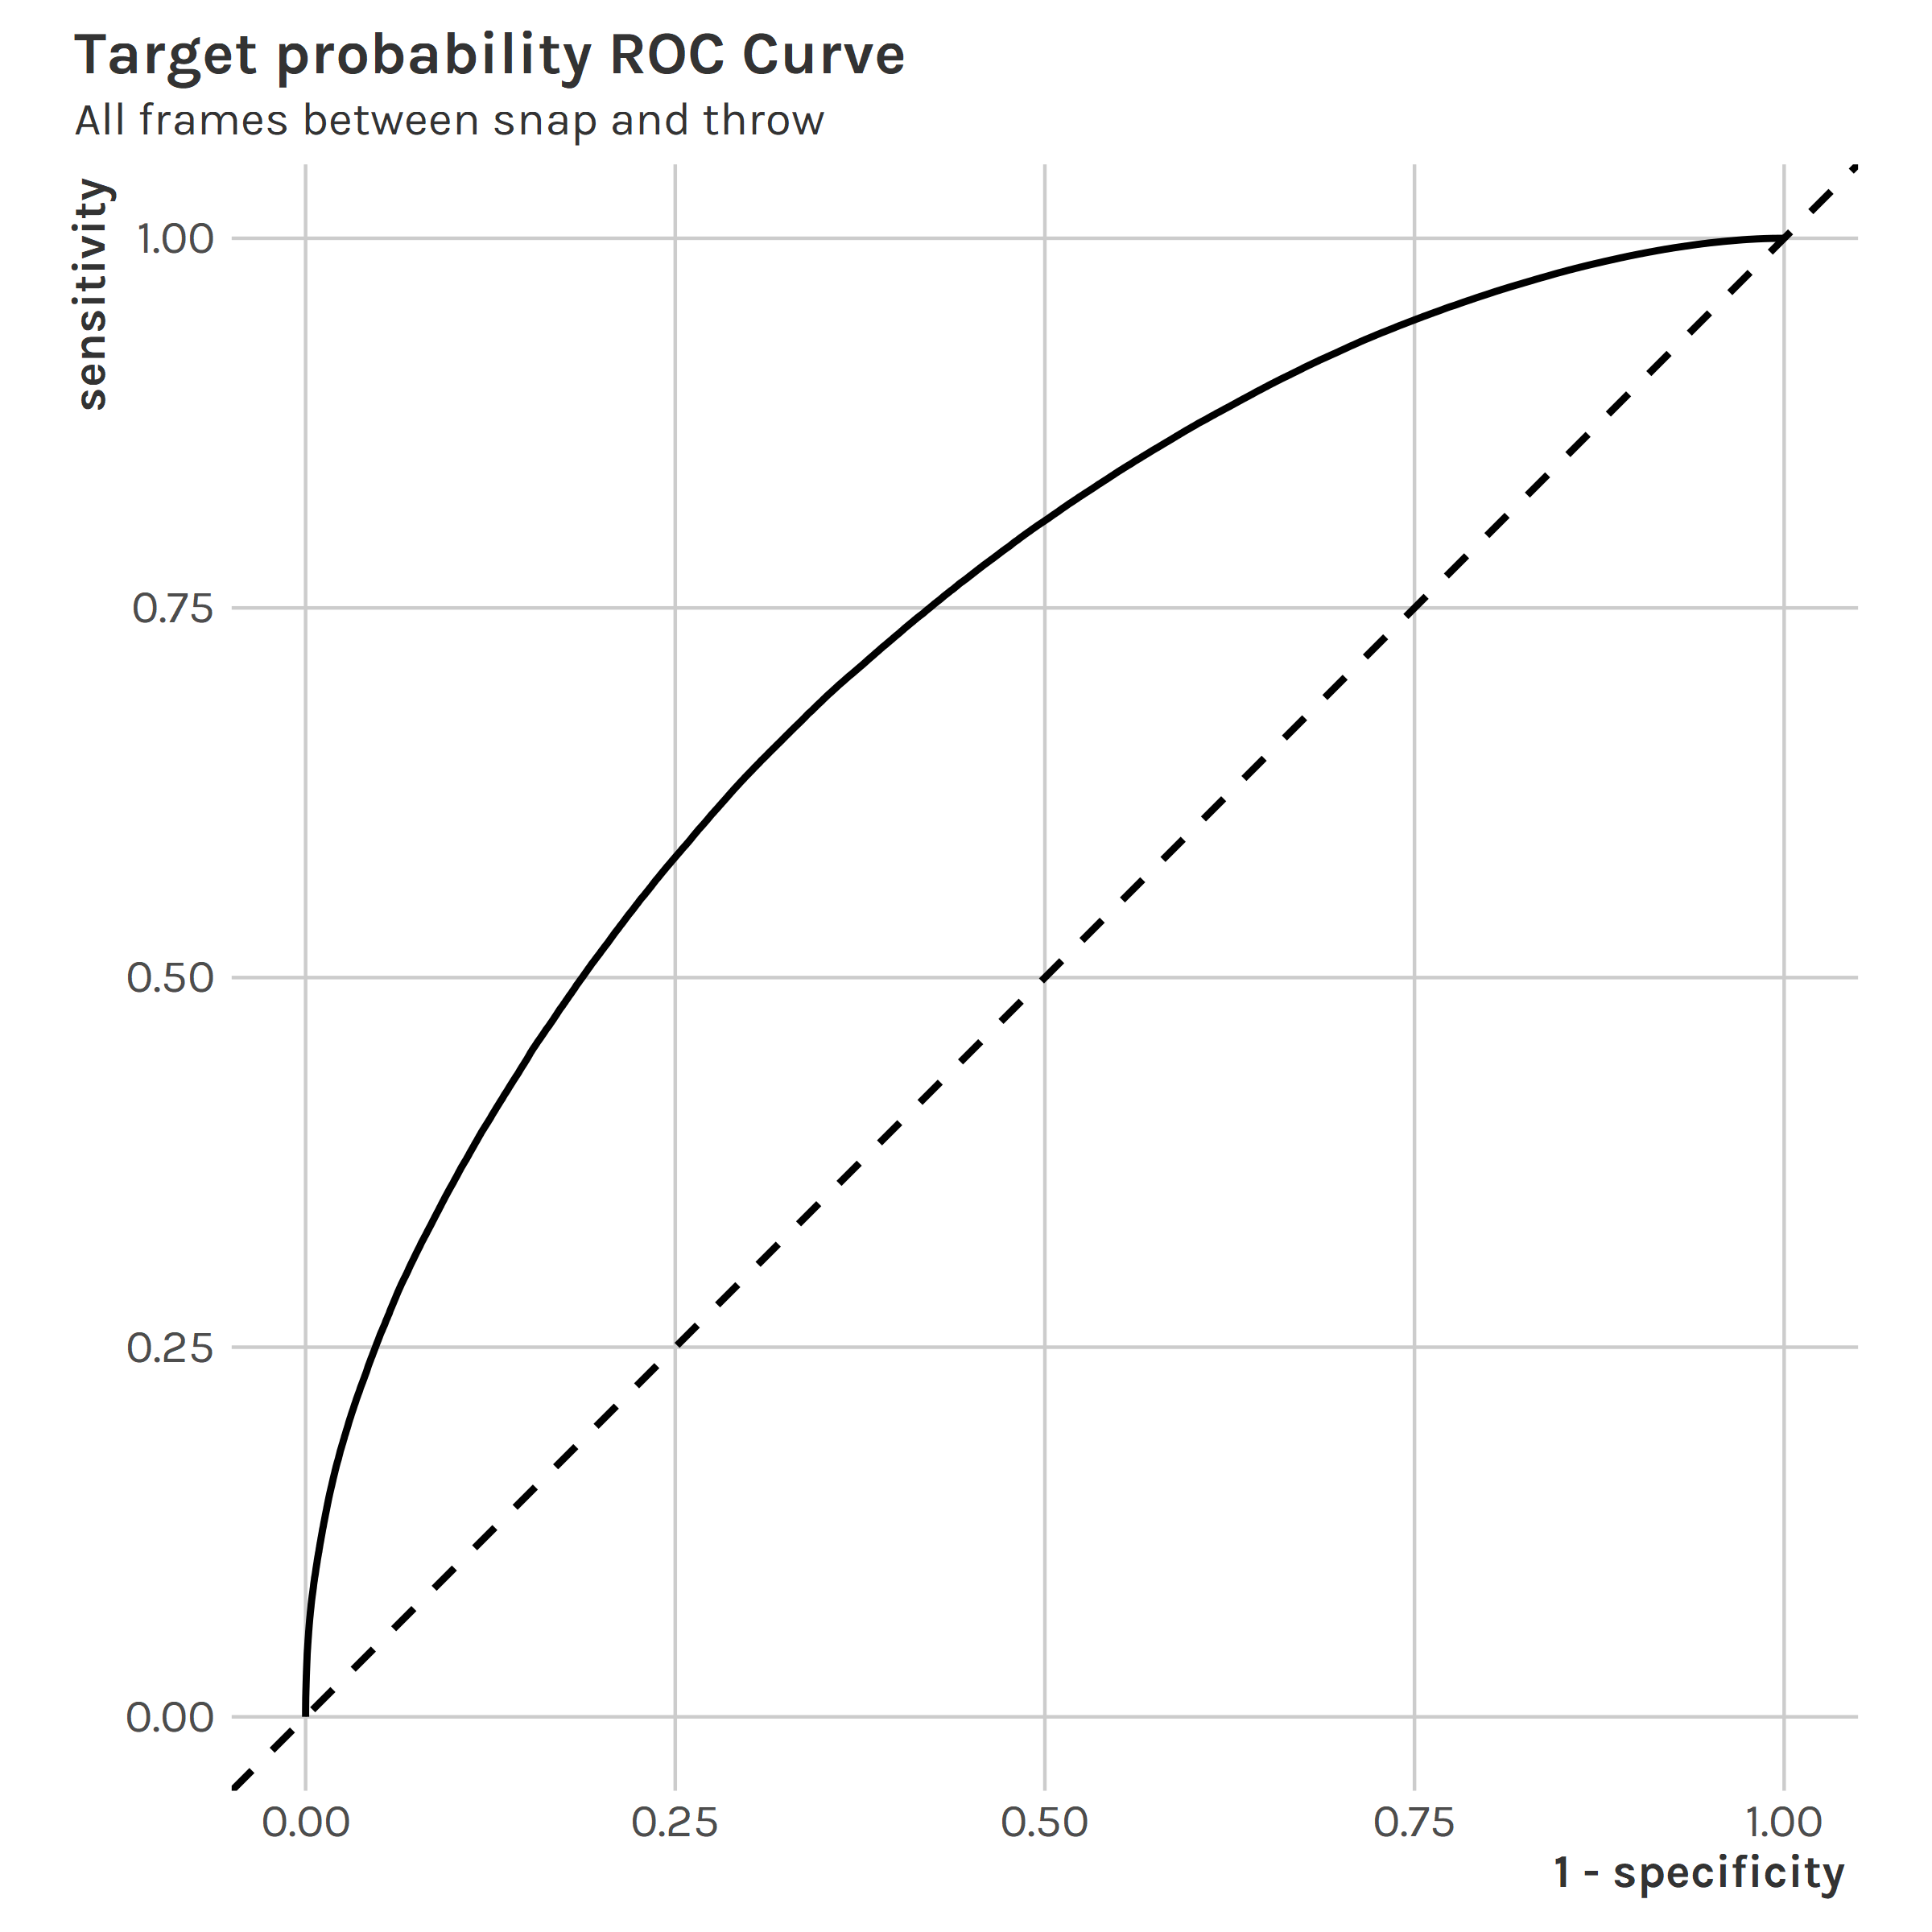 Target probability ROC Curve
All frames between snap and throw
sensitivity
1.00
0.75
0.50
0.25
0.00
0.00 0.25 0.50 0.75 1.00
1 - specificity